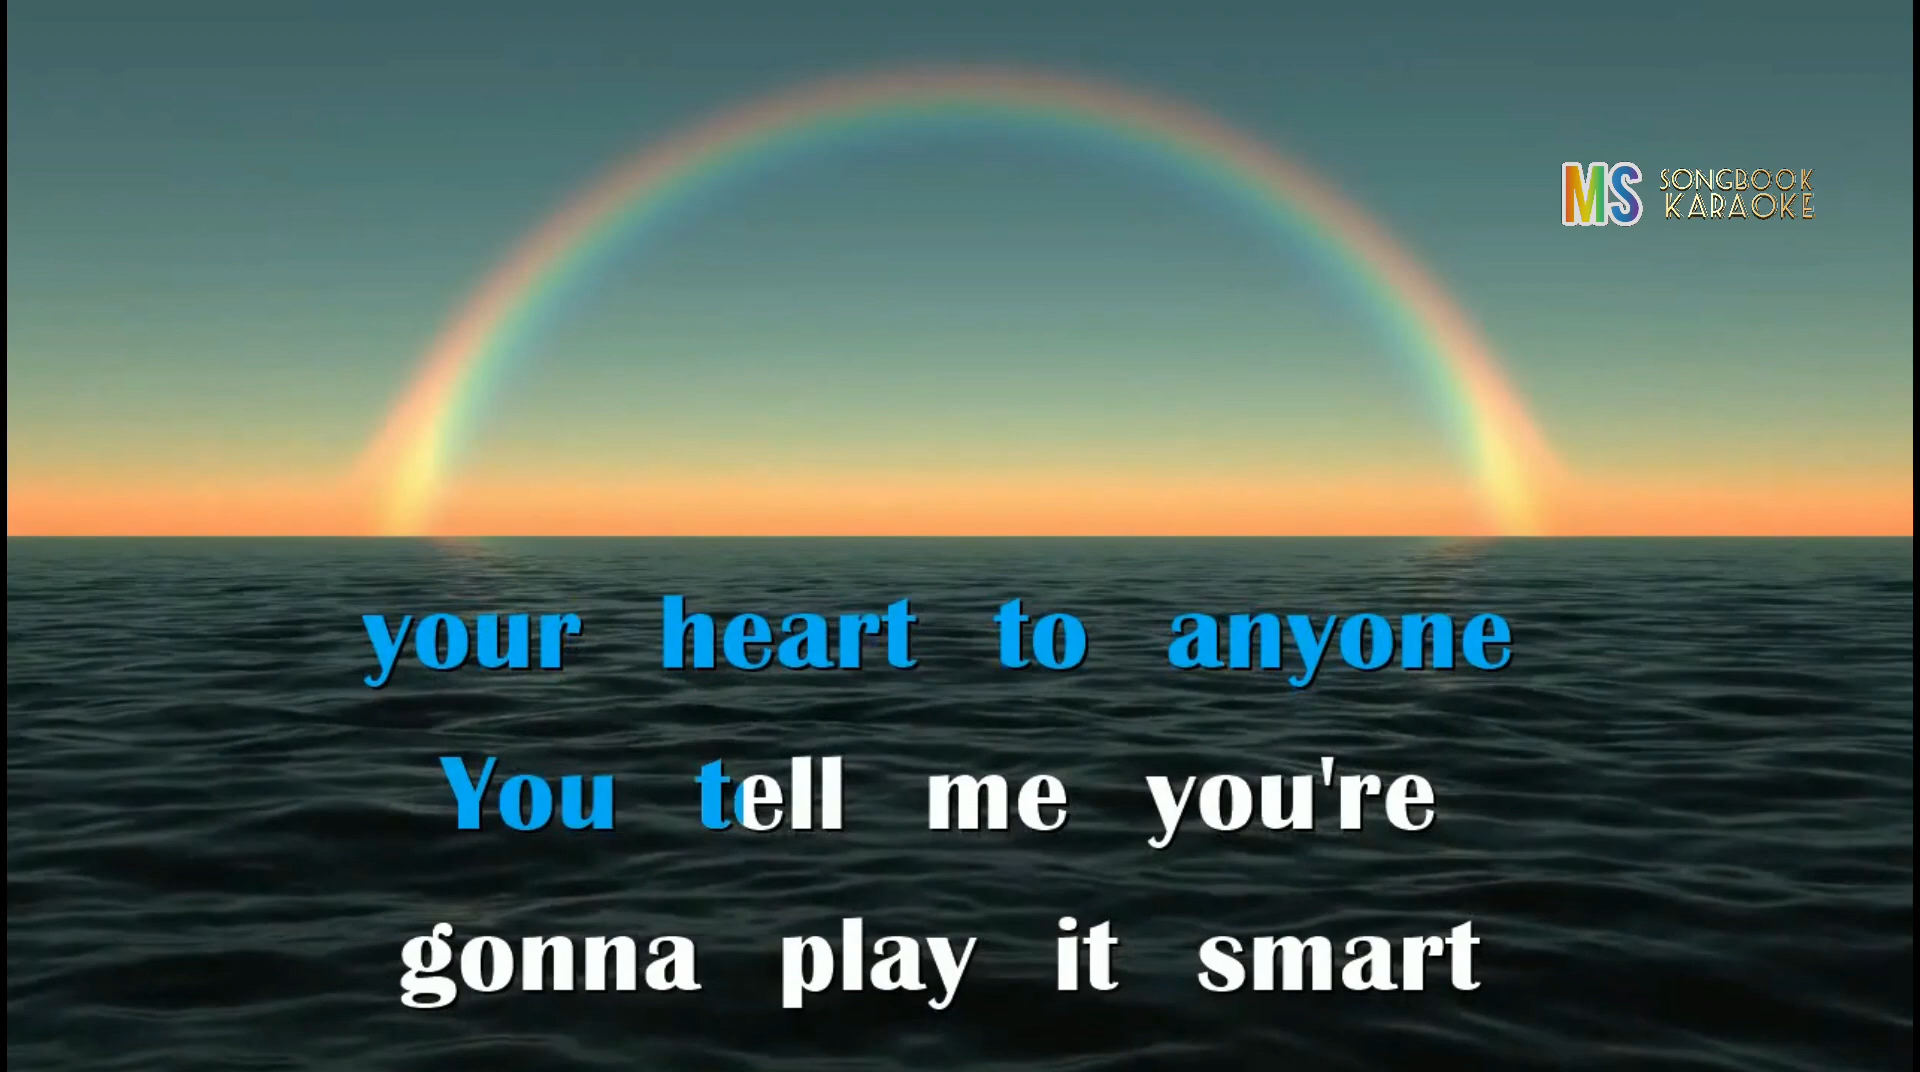 MS SONGBOOK
KARAOKE
your heart to anyone
You tell me you're
gonna play it smart